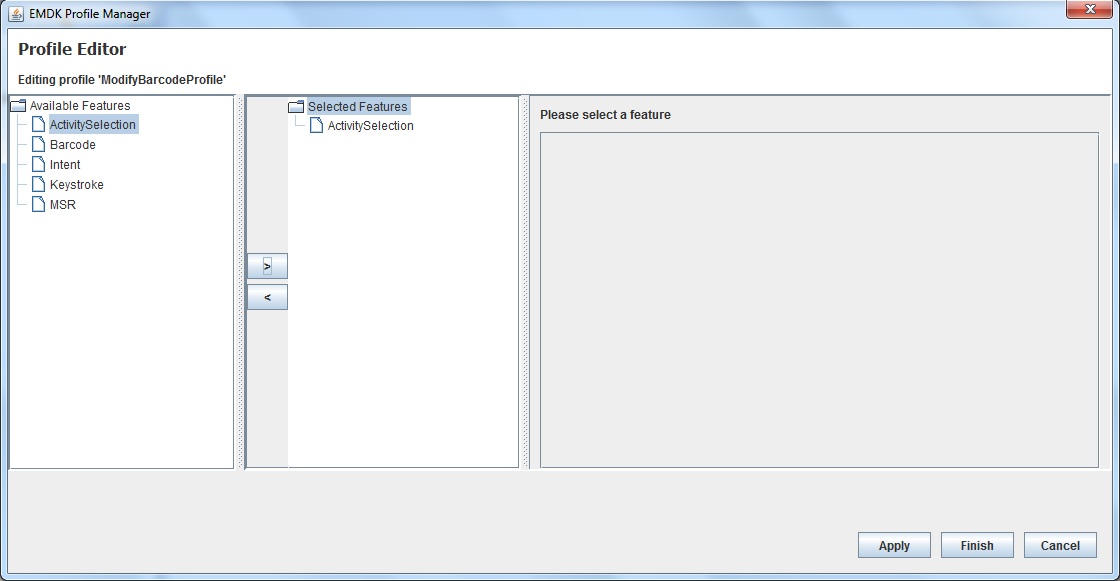 EMDK Profile Manager
Profile Editor
Editing profile 'ModifyBarcodeProfile'
Available Features
ActivitySelection
Barcode
Intent
Keystroke
MSR
>
<
Selected Features
ActivitySelection
Please select a feature
Apply
Finish
Cancel